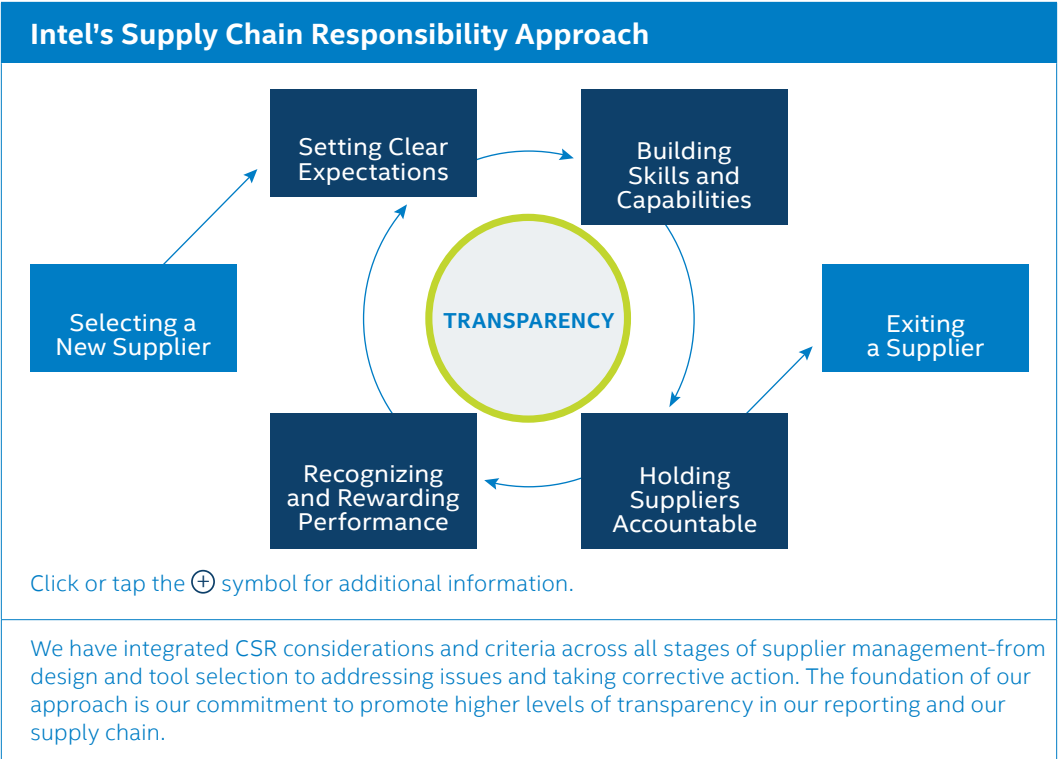 Intel's Supply Chain Responsibility Approach
Setting Clear
Expectations
Building
Skills and
Capabilities
TRANSPARENCY
Selecting a
New Supplier
Exiting
a Supplier
Recognizing
and Rewarding
Performance
Holding
Suppliers
Accountable
Click or tap the ⊕ symbol for additional information.
We have integrated CSR considerations and criteria across all stages of supplier management-from
design and tool selection to addressing issues and taking corrective action. The foundation of our
approach is our commitment to promote higher levels of transparency in our reporting and our
supply chain.